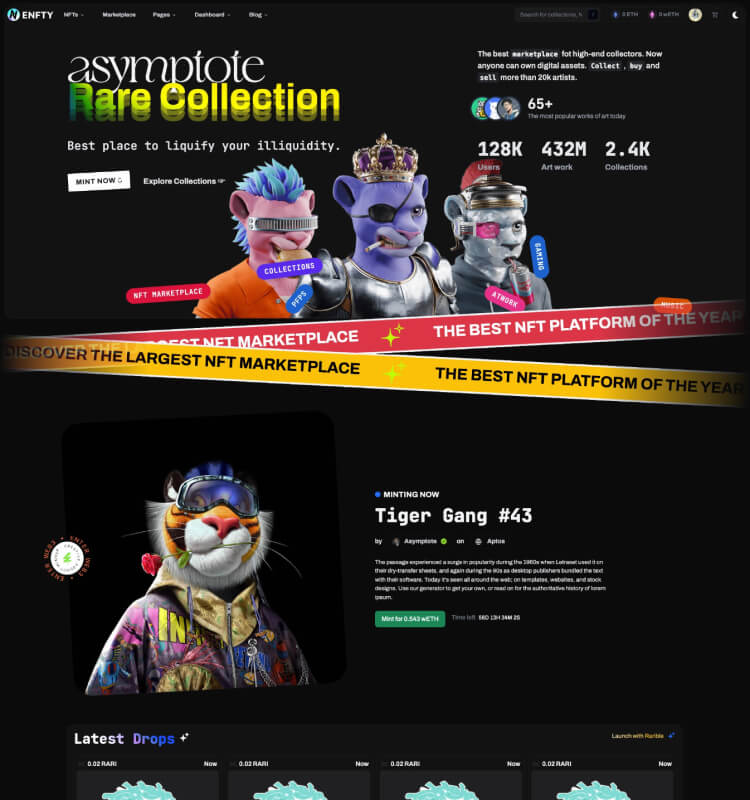 ENFTY
NFTs
Marketplace
Pages
Dashboard
Blog
Search for collections, N
/
0 ETH
0 wETH
asymptote
Rare Collection
Best place to liquify your illiquidity.
MINT NOW
Explore Collections
The best marketplace fot high-end collectors. Now
anyone can own digital assets. Collect , buy and
sell more than 20k artists.
65+
The most popular works of art today
128K
Users
432M
Art work
2.4K
Collections
NFT MARKETPLACE
COLLECTIONS
PFPS
ATWORK
GAMING
MUSIC
LARGEST NFT MARKETPLACE
THE BEST NFT PLATFORM OF THE YEAR
DISCOVER THE LARGEST NFT MARKETPLACE
THE BEST NFT PLATFORM OF THE YEAR
ENTER WEB3 • ENTER WEB3 •
MINTING NOW
Tiger Gang #43
by Asymptote on Aptos
The passage experienced a surge in popularity during the 1960s when Letraset used it on
their dry-transfer sheets, and again during the 90s as desktop publishers bundled the text
with their software. Today it's seen all around the web; on templates, websites, and stock
designs. Use our generator to get your own, or read on for the authoritative history of lorem
ipsum.
Mint for 0.543 wETH
Time left
Latest Drops
Launch with Rarible
0.02 RARI
Now
0.02 RARI
Now
0.02 RARI
Now
0.02 RARI
Now